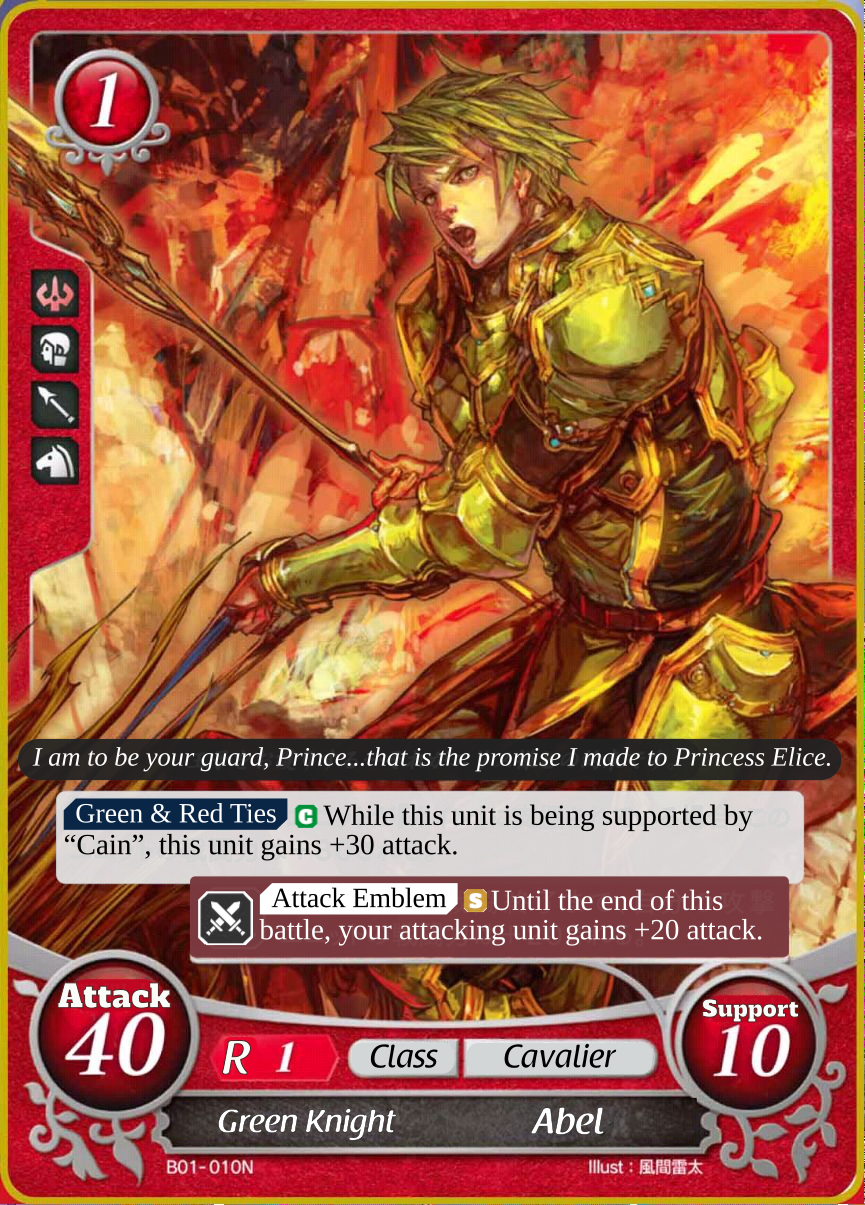 1
I am to be your guard, Prince...that is the promise I made to Princess Elice.
Green & Red Ties C While this unit is being supported by
“Cain”, this unit gains +30 attack.
Attack Emblem S Until the end of this
battle, your attacking unit gains +20 attack.
Attack
40
R 1
Class Cavalier
Support
10
Green Knight Abel
B01-010N
Illust : 風間雷太